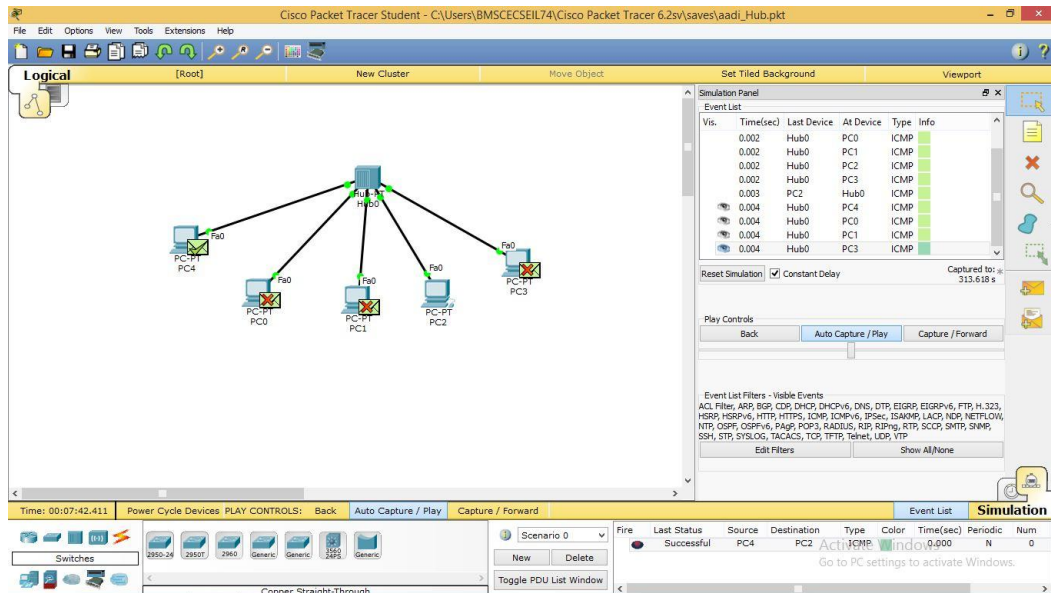 Cisco Packet Tracer Student - C:\Users\BMSCECSEIL74\Cisco Packet Tracer 6.2sv\saves\aadi_Hub.pkt
File Edit Options View Tools Extensions Help
Logical [Root] New Cluster Move Object Set Tiled Background Viewport
Hub-PT
Hub0
Fa0
PC-PT
PC4
Fa0
PC-PT
PC0
Fa0
PC-PT
PC1
Fa0
PC-PT
PC2
Fa0
PC-PT
PC3
Simulation Panel
Event List
Vis. Time(sec) Last Device At Device Type Info
0.002 Hub0 PC0 ICMP
0.002 Hub0 PC1 ICMP
0.002 Hub0 PC2 ICMP
0.002 Hub0 PC3 ICMP
0.003 PC2 Hub0 ICMP
0.004 Hub0 PC4 ICMP
0.004 Hub0 PC0 ICMP
0.004 Hub0 PC1 ICMP
0.004 Hub0 PC3 ICMP
Reset Simulation Constant Delay Captured to: *
313.618 s
Play Controls
Back Auto Capture / Play Capture / Forward
Event List Filters - Visible Events
ACL Filter, ARP, BGP, CDP, DHCP, DHCPv6, DNS, DTP, EIGRP, EIGRPv6, FTP, H.323,
HSRP, HSRPv6, HTTP, HTTPS, ICMP, ICMPv6, IPSec, ISAKMP, LACP, NDP, NETFLOW,
NTP, OSPF, OSPFv6, PAgP, POP3, RADIUS, RIP, RIPng, RTP, SCCP, SMTP, SNMP,
SSH, STP, SYSLOG, TACACS, TCP, TFTP, Telnet, UDP, VTP
Edit Filters Show All/None
Time: 00:07:42.411 Power Cycle Devices PLAY CONTROLS: Back Auto Capture / Play Capture / Forward Event List Simulation
Switches
2950-24 2950T 2960 Generic Generic 3560 24PS Generic
Copper Straight-Through
Scenario 0
New Delete
Toggle PDU List Window
Fire Last Status Source Destination Type Color Time(sec) Periodic Num
Successful PC4 PC2 ICMP 0.000 N 0
Activate Windows
Go to PC settings to activate Windows.